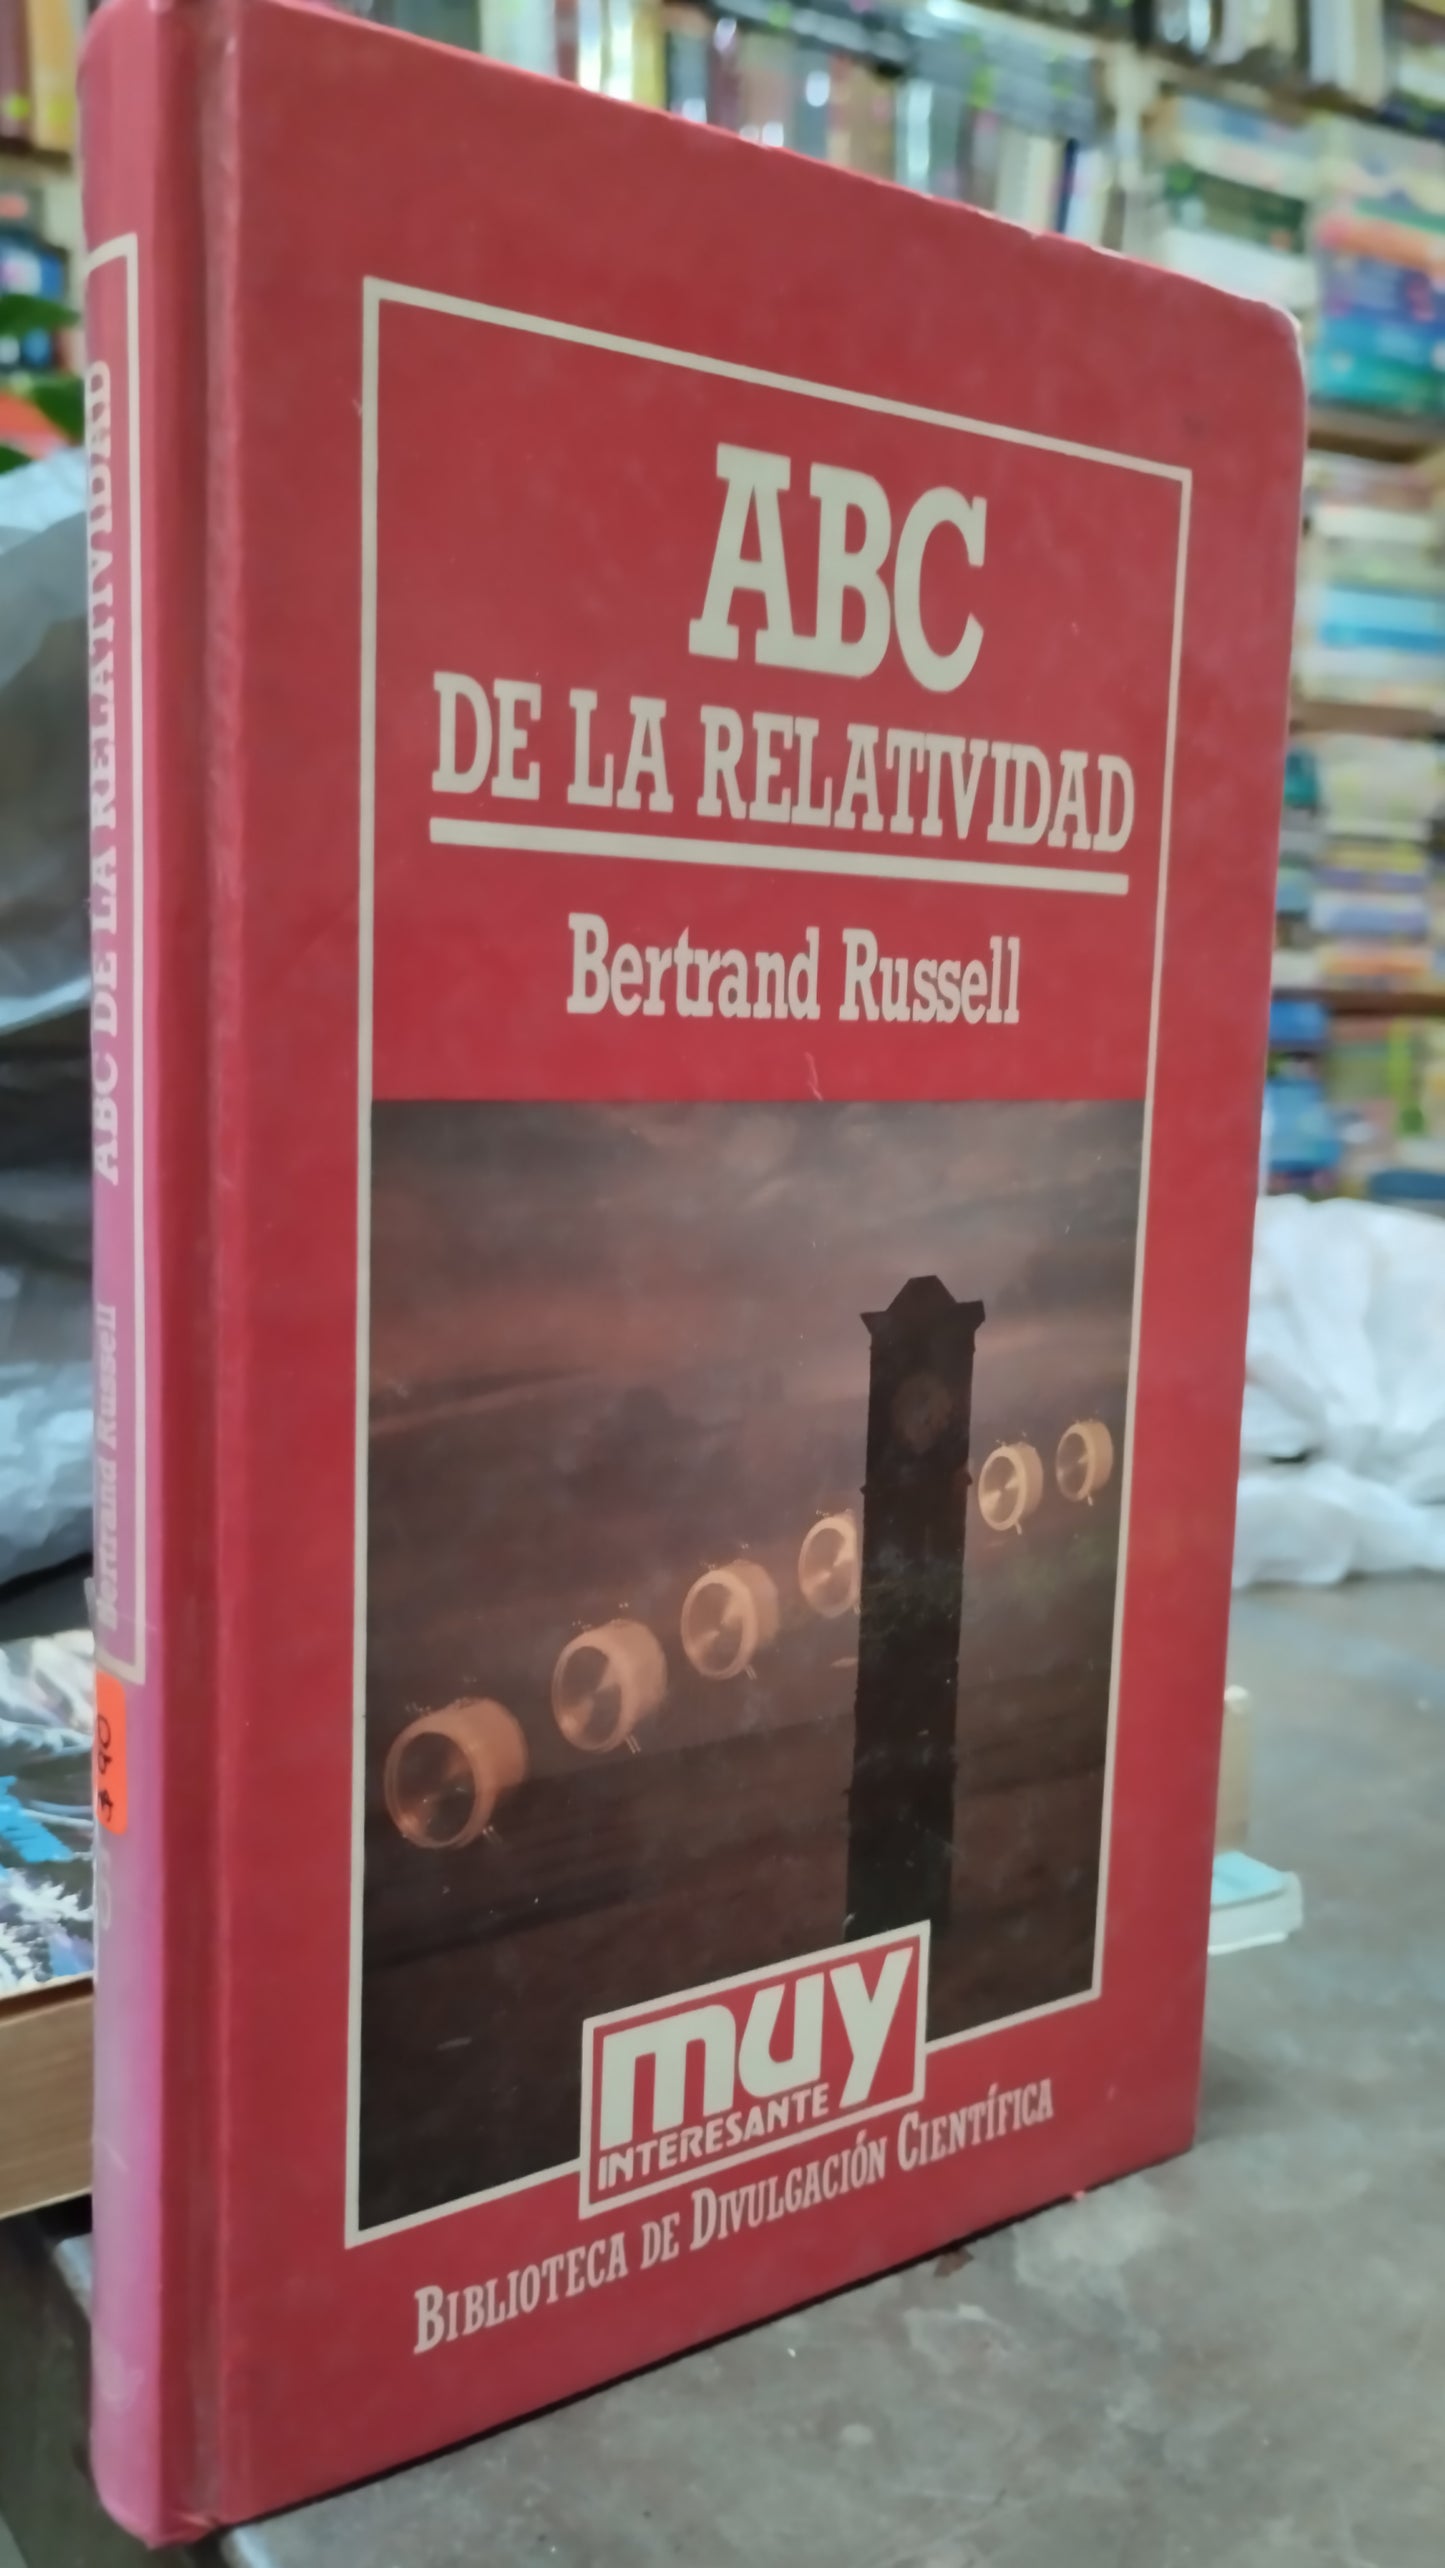 ABC
DE LA RELATIVIDAD
Bertrand Russell
muy
INTERESANTE
BIBLIOTECA DE DIVULGACIÓN CIENTÍFICA
Bertrand Russell ABC DE LA RELATIVIDAD